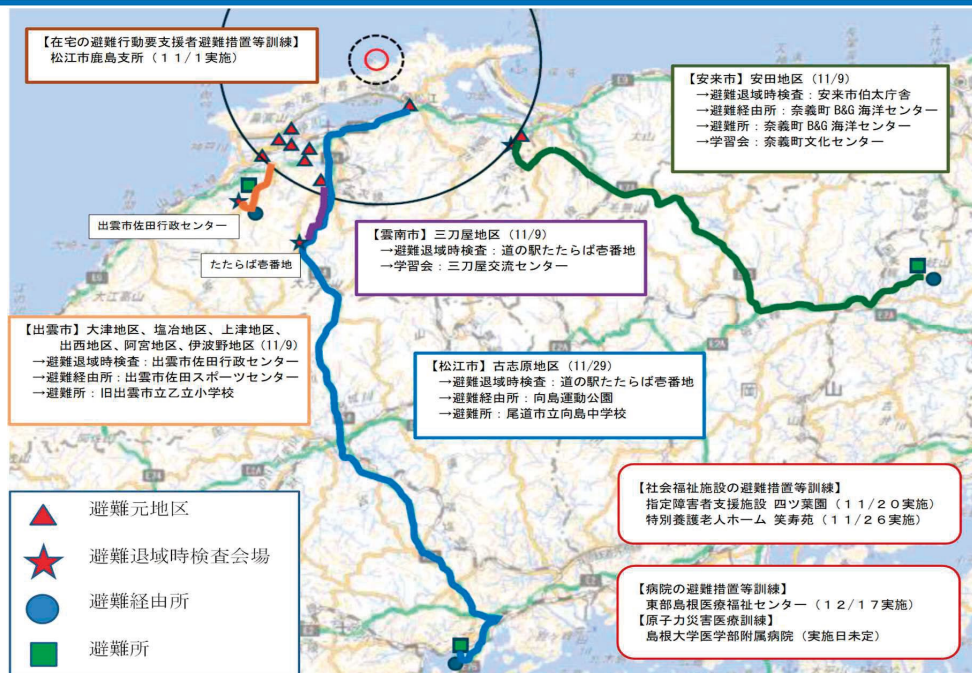 【在宅の避難行動要支援者避難措置等訓練】
松江市鹿島支所(11/1実施)
【安来市】安田地区(11/9)
→避難退域時検査:安来市伯太庁舎
→避難経由所:奈義町B&G海洋センター
→避難所:奈義町B&G海洋センター
→学習会:奈義町文化センター
出雲市佐田行政センター
たたらば壱番地
【雲南市】三刀屋地区(11/9)
→避難退域時検査:道の駅たたらば壱番地
→学習会:三刀屋交流センター
【出雲市】大津地区、塩冶地区、上津地区、
出西地区、阿宮地区、伊波野地区(11/9)
→避難退域時検査:出雲市佐田行政センター
→避難経由所:出雲市佐田スポーツセンター
→避難所:旧出雲市立乙立小学校
【松江市】古志原地区(11/29)
→避難退域時検査:道の駅たたらば壱番地
→避難経由所:向島運動公園
→避難所:尾道市立向島中学校
岡
山
【社会福祉施設の避難措置等訓練】
指定障害者支援施設 四ツ葉園(11/20実施)
特別養護老人ホーム 笑寿苑(11/26実施)
【病院の避難措置等訓練】
東部島根医療福祉センター(12/17実施)
【原子力災害医療訓練】
島根大学医学部附属病院(実施日未定)
避難元地区
避難退域時検査会場
避難経由所
避難所